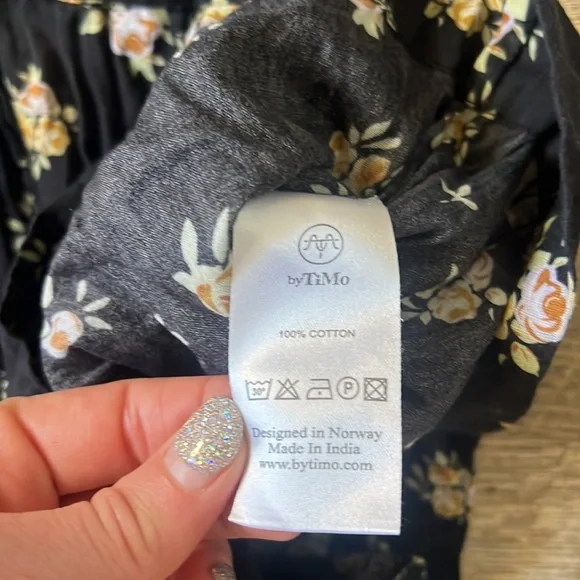 byTiMo
100% COTTON
30° P
Designed in Norway
Made In India
www.bytimo.com